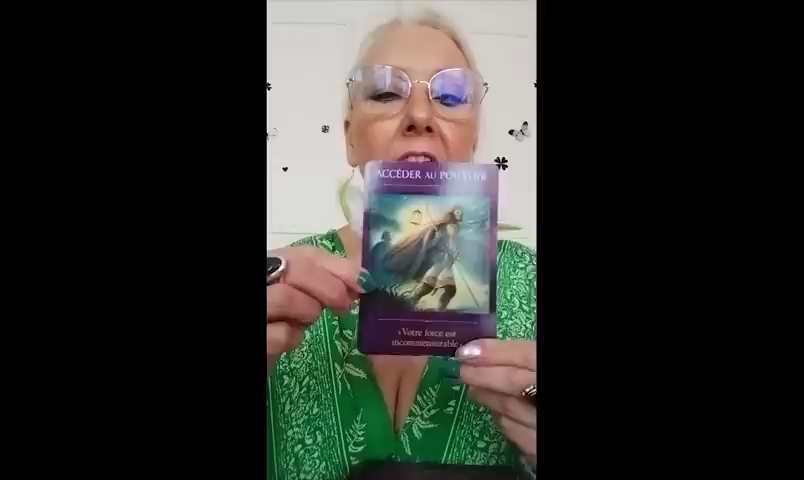 ACCÉDER AU POUVOIR
«Votre force est
incommensurable»